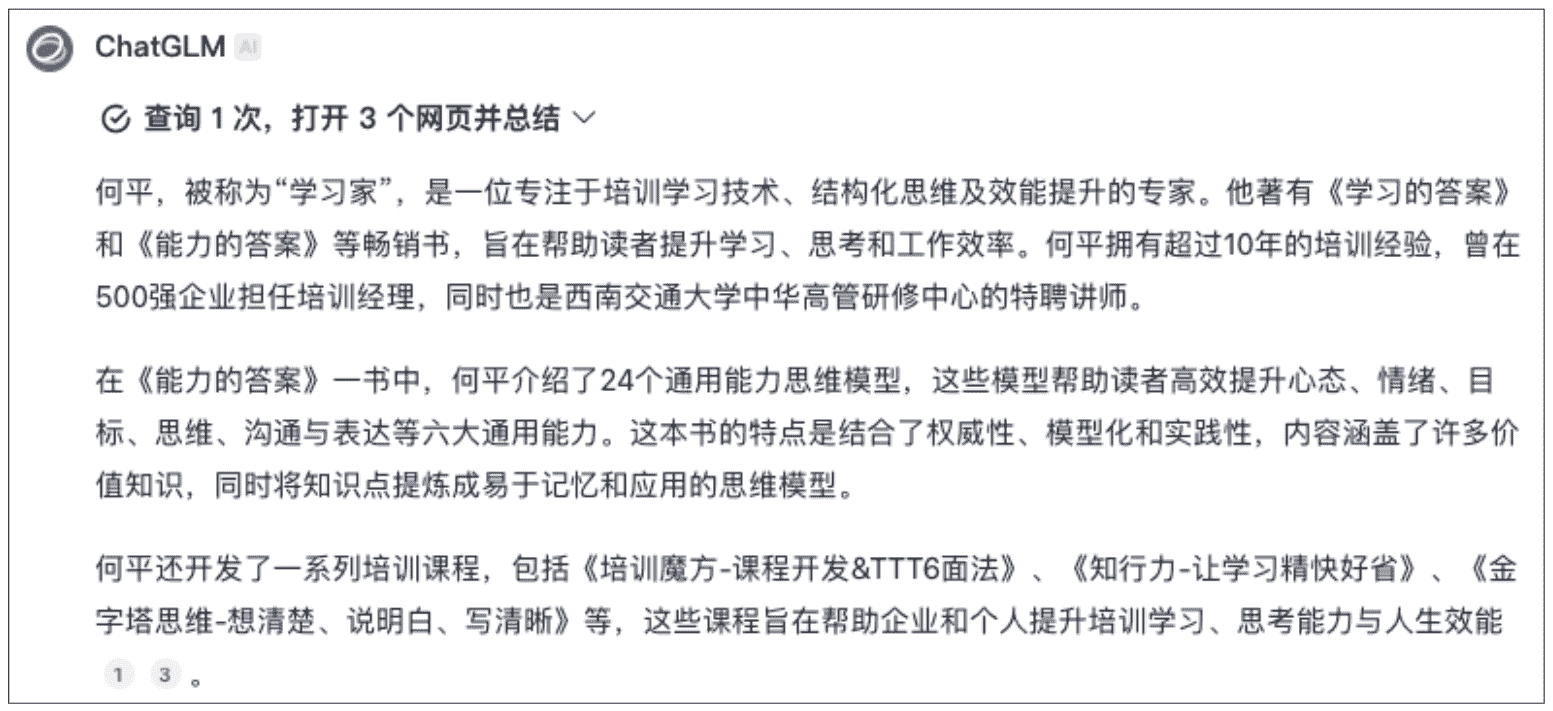 ChatGLM AI
查询 1 次，打开 3 个网页并总结
何平，被称为“学习家”，是一位专注于培训学习技术、结构化思维及效能提升的专家。他著有《学习的答案》
和《能力的答案》等畅销书，旨在帮助读者提升学习、思考和工作效率。何平拥有超过10年的培训经验，曾在
500强企业担任培训经理，同时也是西南交通大学中华高管研修中心的特聘讲师。
在《能力的答案》一书中，何平介绍了24个通用能力思维模型，这些模型帮助读者高效提升心态、情绪、目
标、思维、沟通与表达等六大通用能力。这本书的特点是结合了权威性、模型化和实践性，内容涵盖了许多价
值知识，同时将知识点提炼成易于记忆和应用的思维模型。
何平还开发了一系列培训课程，包括《培训魔方-课程开发&TTT6面法》、《知行力-让学习精快好省》、《金
字塔思维-想清楚、说明白、写清晰》等，这些课程旨在帮助企业和个人提升培训学习、思考能力与人生效能
1 3 。